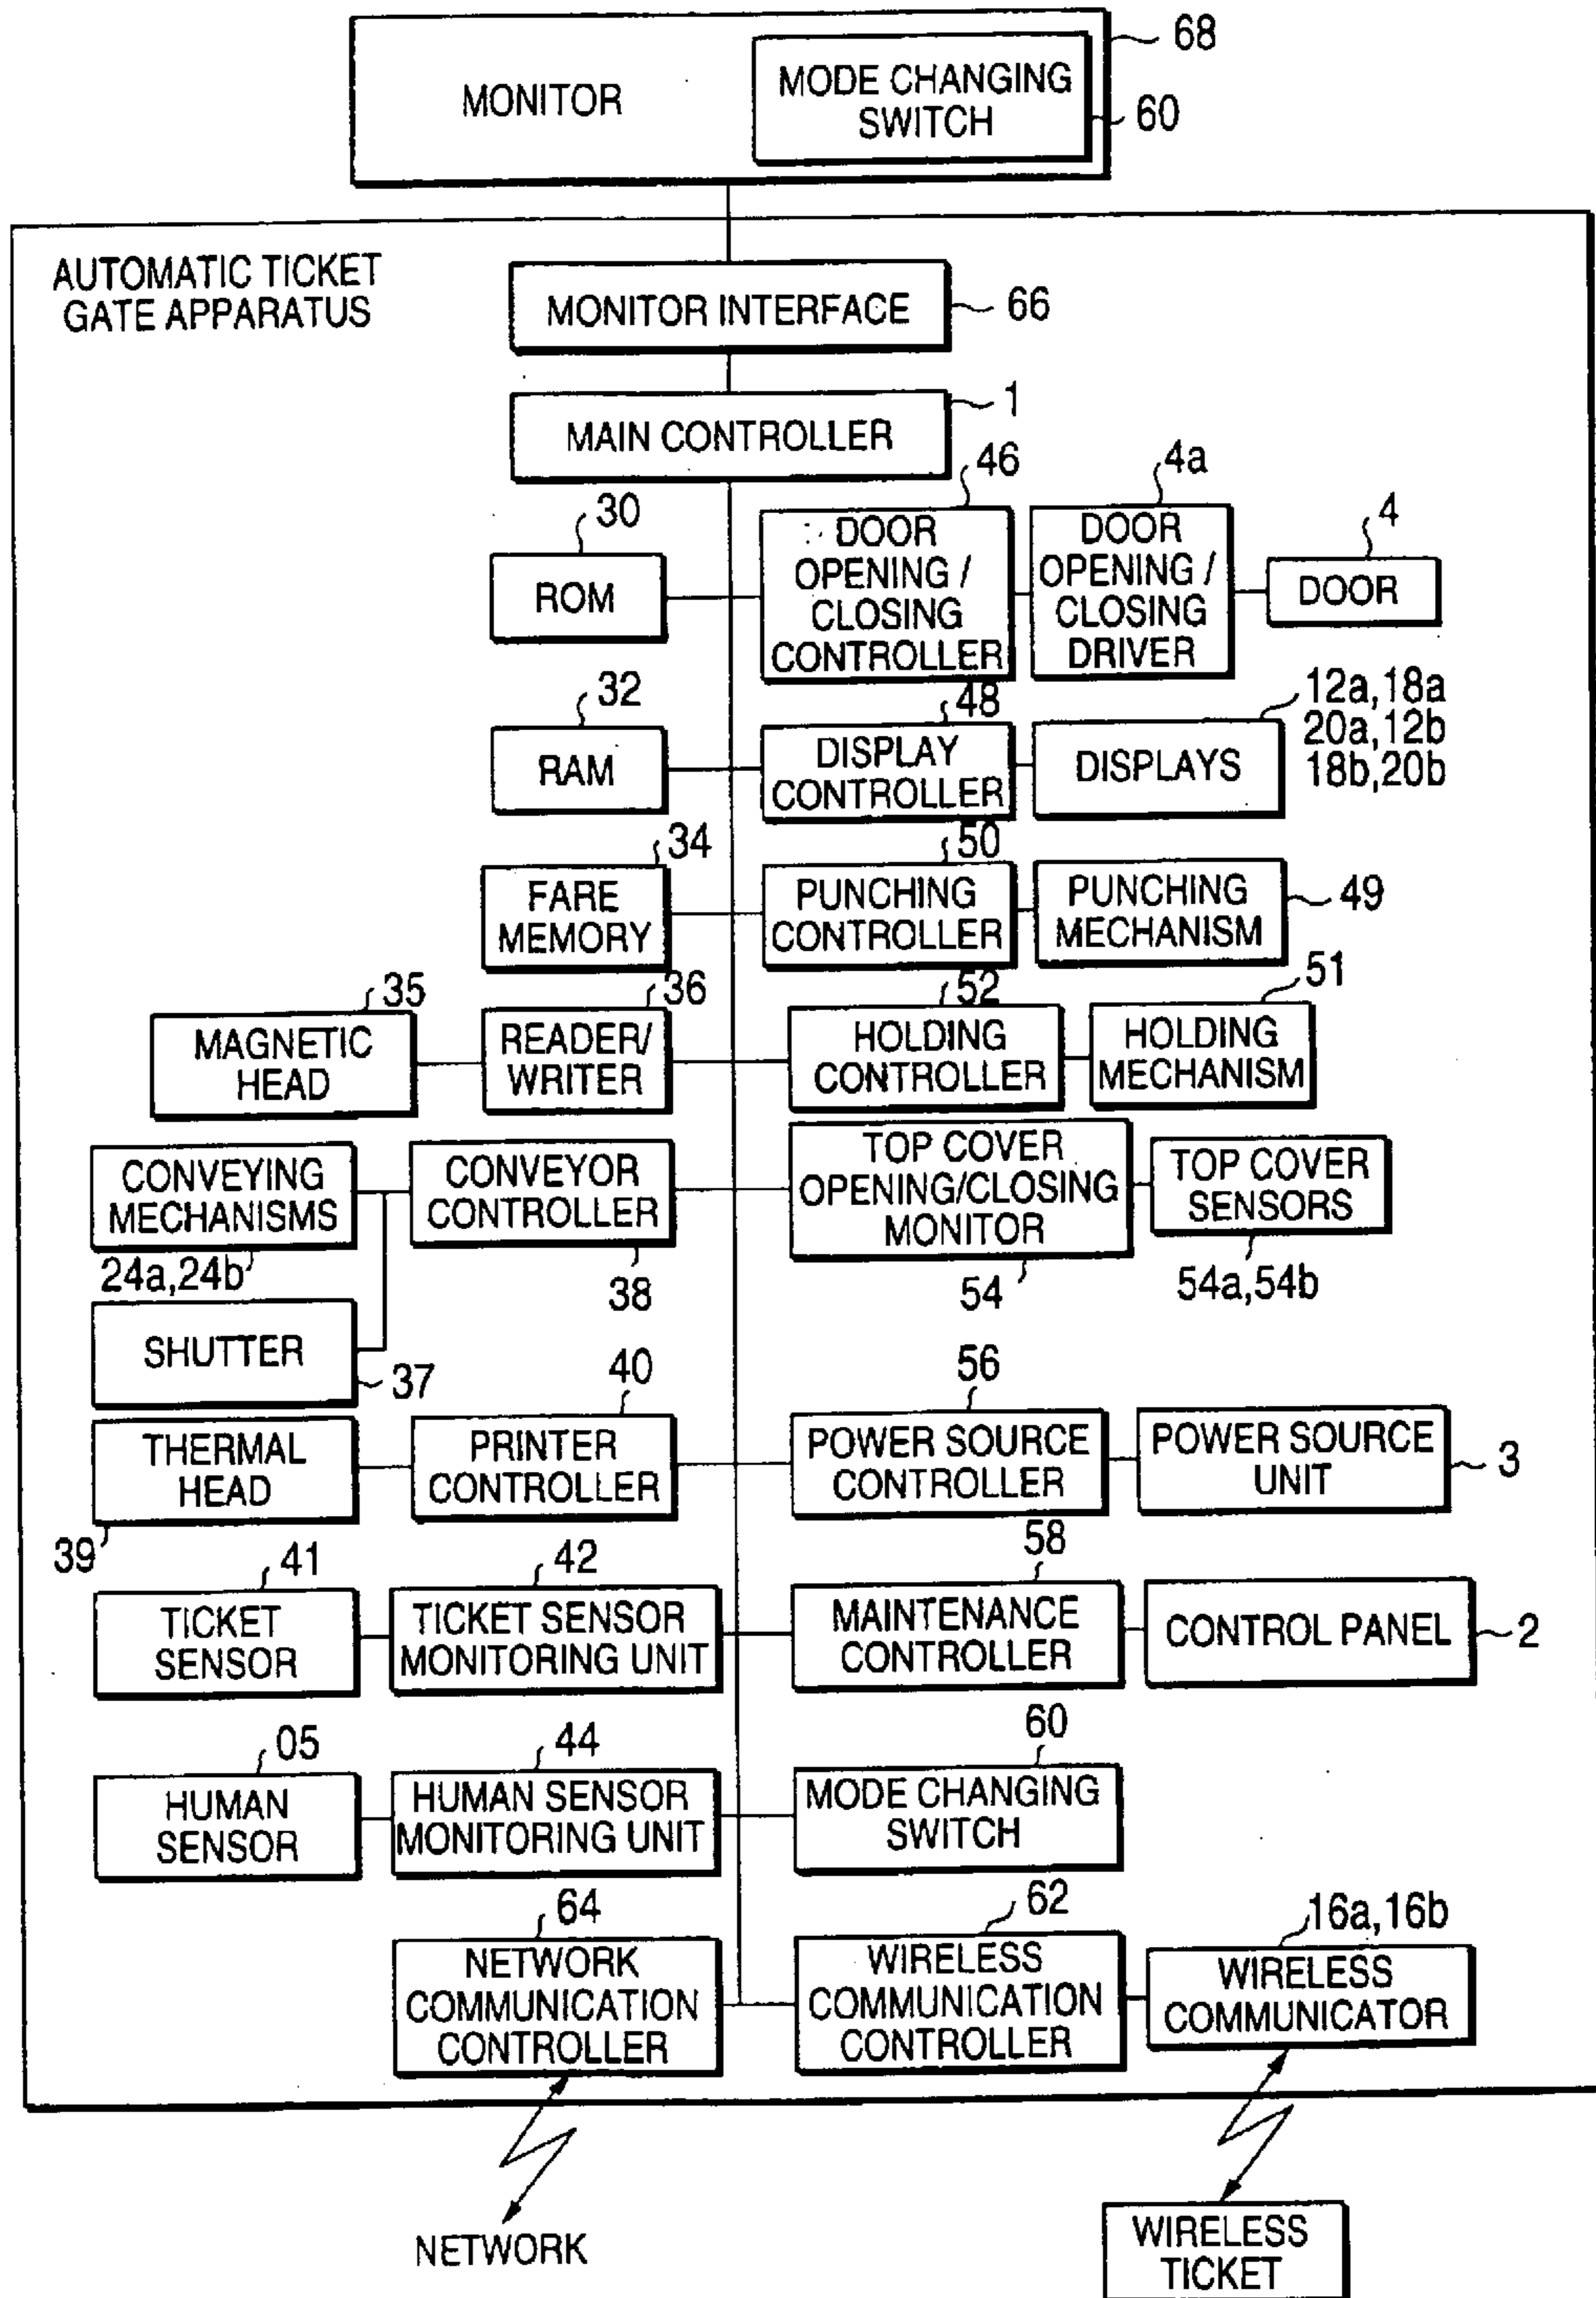 68
MONITOR
MODE CHANGING
SWITCH
60
AUTOMATIC TICKET
GATE APPARATUS
MONITOR INTERFACE
66
MAIN CONTROLLER
1
30
ROM
46
DOOR
OPENING /
CLOSING
CONTROLLER
4a
DOOR
OPENING /
CLOSING
DRIVER
4
DOOR
32
RAM
48
DISPLAY
CONTROLLER
DISPLAYS
12a,18a
20a,12b
18b,20b
34
FARE
MEMORY
50
PUNCHING
CONTROLLER
PUNCHING
MECHANISM
49
35
MAGNETIC
HEAD
36
READER/
WRITER
52
HOLDING
CONTROLLER
51
HOLDING
MECHANISM
CONVEYING
MECHANISMS
24a,24b
CONVEYOR
CONTROLLER
38
TOP COVER
OPENING/CLOSING
MONITOR
54
TOP COVER
SENSORS
54a,54b
SHUTTER
37
THERMAL
HEAD
39
40
PRINTER
CONTROLLER
56
POWER SOURCE
CONTROLLER
POWER SOURCE
UNIT
3
41
TICKET
SENSOR
42
TICKET SENSOR
MONITORING UNIT
58
MAINTENANCE
CONTROLLER
CONTROL PANEL
2
05
HUMAN
SENSOR
44
HUMAN SENSOR
MONITORING UNIT
60
MODE CHANGING
SWITCH
64
NETWORK
COMMUNICATION
CONTROLLER
62
WIRELESS
COMMUNICATION
CONTROLLER
16a,16b
WIRELESS
COMMUNICATOR
NETWORK
WIRELESS
TICKET